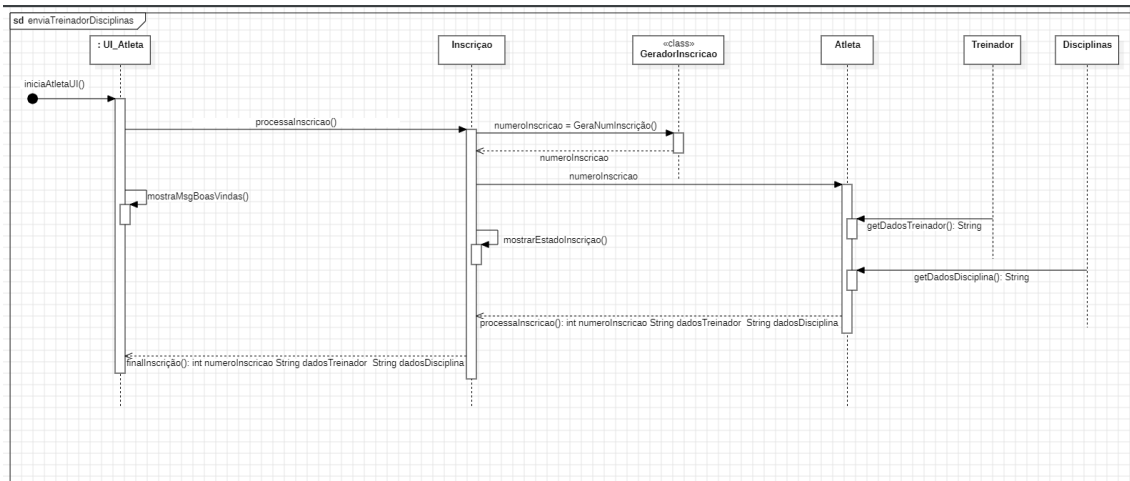 sd enviaTreinadorDisciplinas
: UI_Atleta
Inscriçao
«class»
GeradorInscricao
Atleta
Treinador
Disciplinas
iniciaAtletaUI()
processaInscricao()
numeroInscricao = GeraNumInscrição()
numeroInscricao
numeroInscricao
mostraMsgBoasVindas()
getDadosTreinador(): String
mostrarEstadoInscriçao()
getDadosDisciplina(): String
processaInscricao(): int numeroInscricao String dadosTreinador String dadosDisciplina
finalInscrição(): int numeroInscricao String dadosTreinador String dadosDisciplina